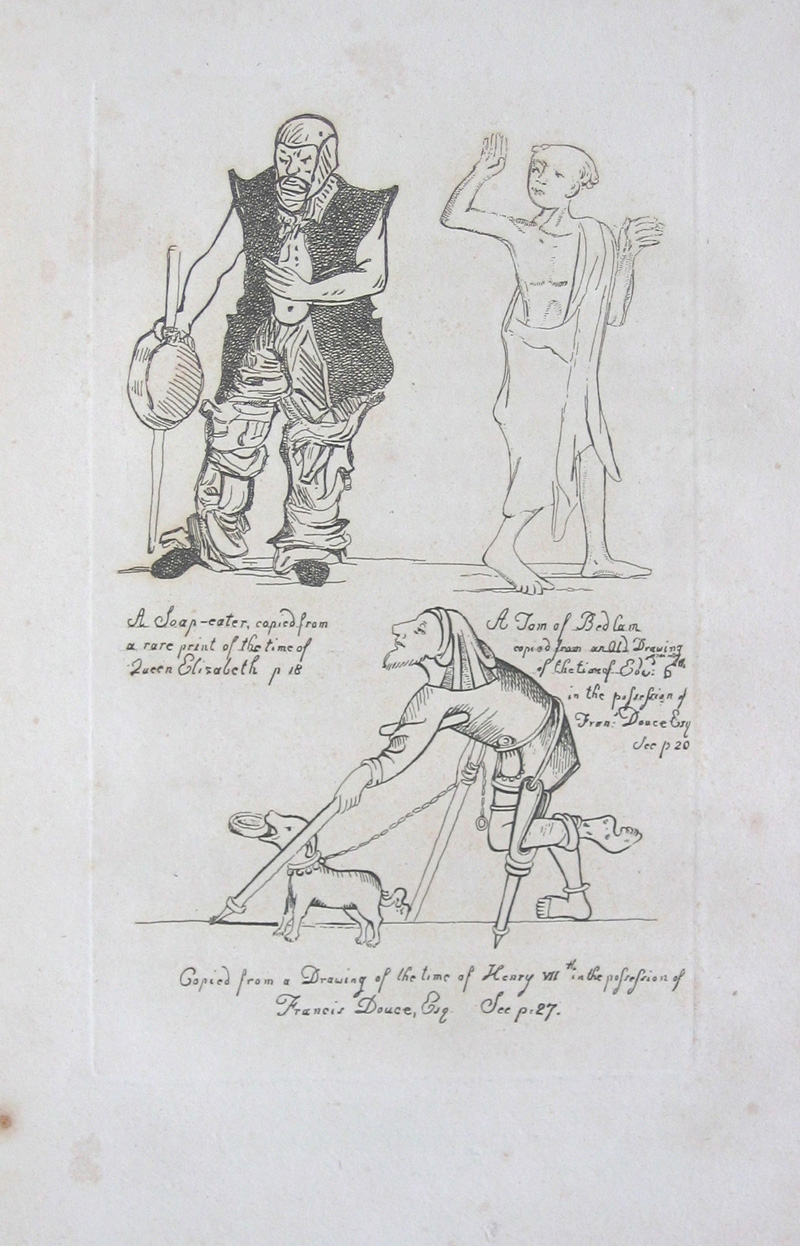 A Soap-eater, copied from
a rare print of the time of
Queen Elizabeth p 18
A Tom of Bedlam
copied from an Old Drawing
of the time of Edw: 6th
in the possession of
Fran: Douce Esq
See p 20
Copied from a Drawing of the time of Henry VII th in the possession of
Francis Douce, Esq. See p. 27.